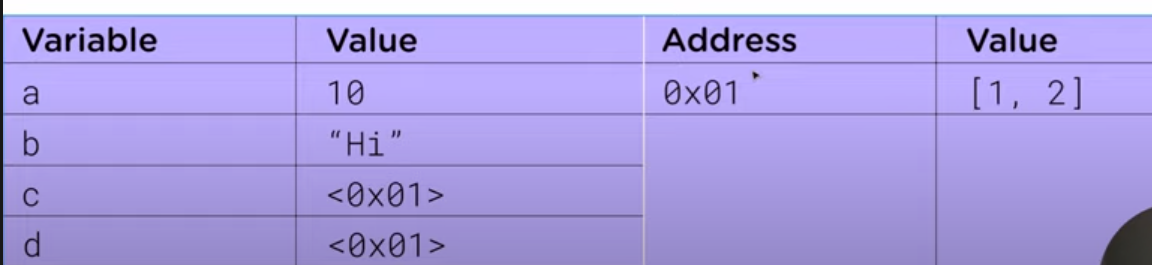 Variable Value Address Value
a 10 0x01 [1, 2]
b “Hi”
c <0x01>
d <0x01>